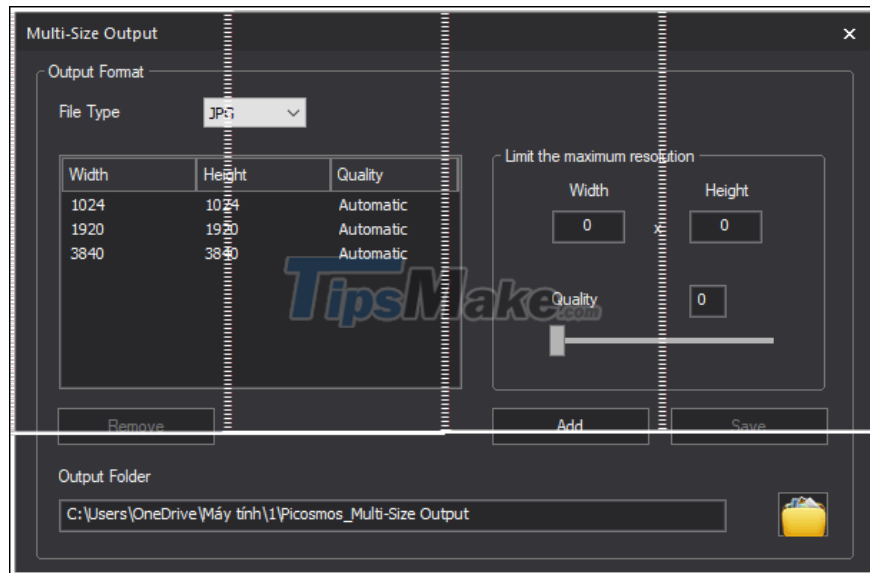 Multi-Size Output
Output Format
File Type
JPG
Width Height Quality
1024 1024 Automatic
1920 1920 Automatic
3840 3840 Automatic
Limit the maximum resolution
Width Height
0 x 0
Quality 0
TipsMake.com
Remove
Add
Save
Output Folder
C:\Users\OneDrive\Máy tính\1\Picosmos_Multi-Size Output